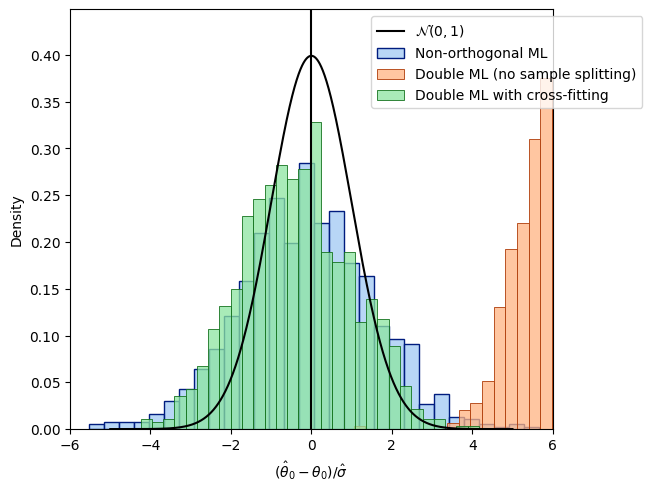 𝒩(0, 1)
Non-orthogonal ML
Double ML (no sample splitting)
Double ML with cross-fitting
Density
0.40
0.35
0.30
0.25
0.20
0.15
0.10
0.05
0.00
−6 −4 −2 0 2 4 6
(θ̂₀ − θ₀)/σ̂